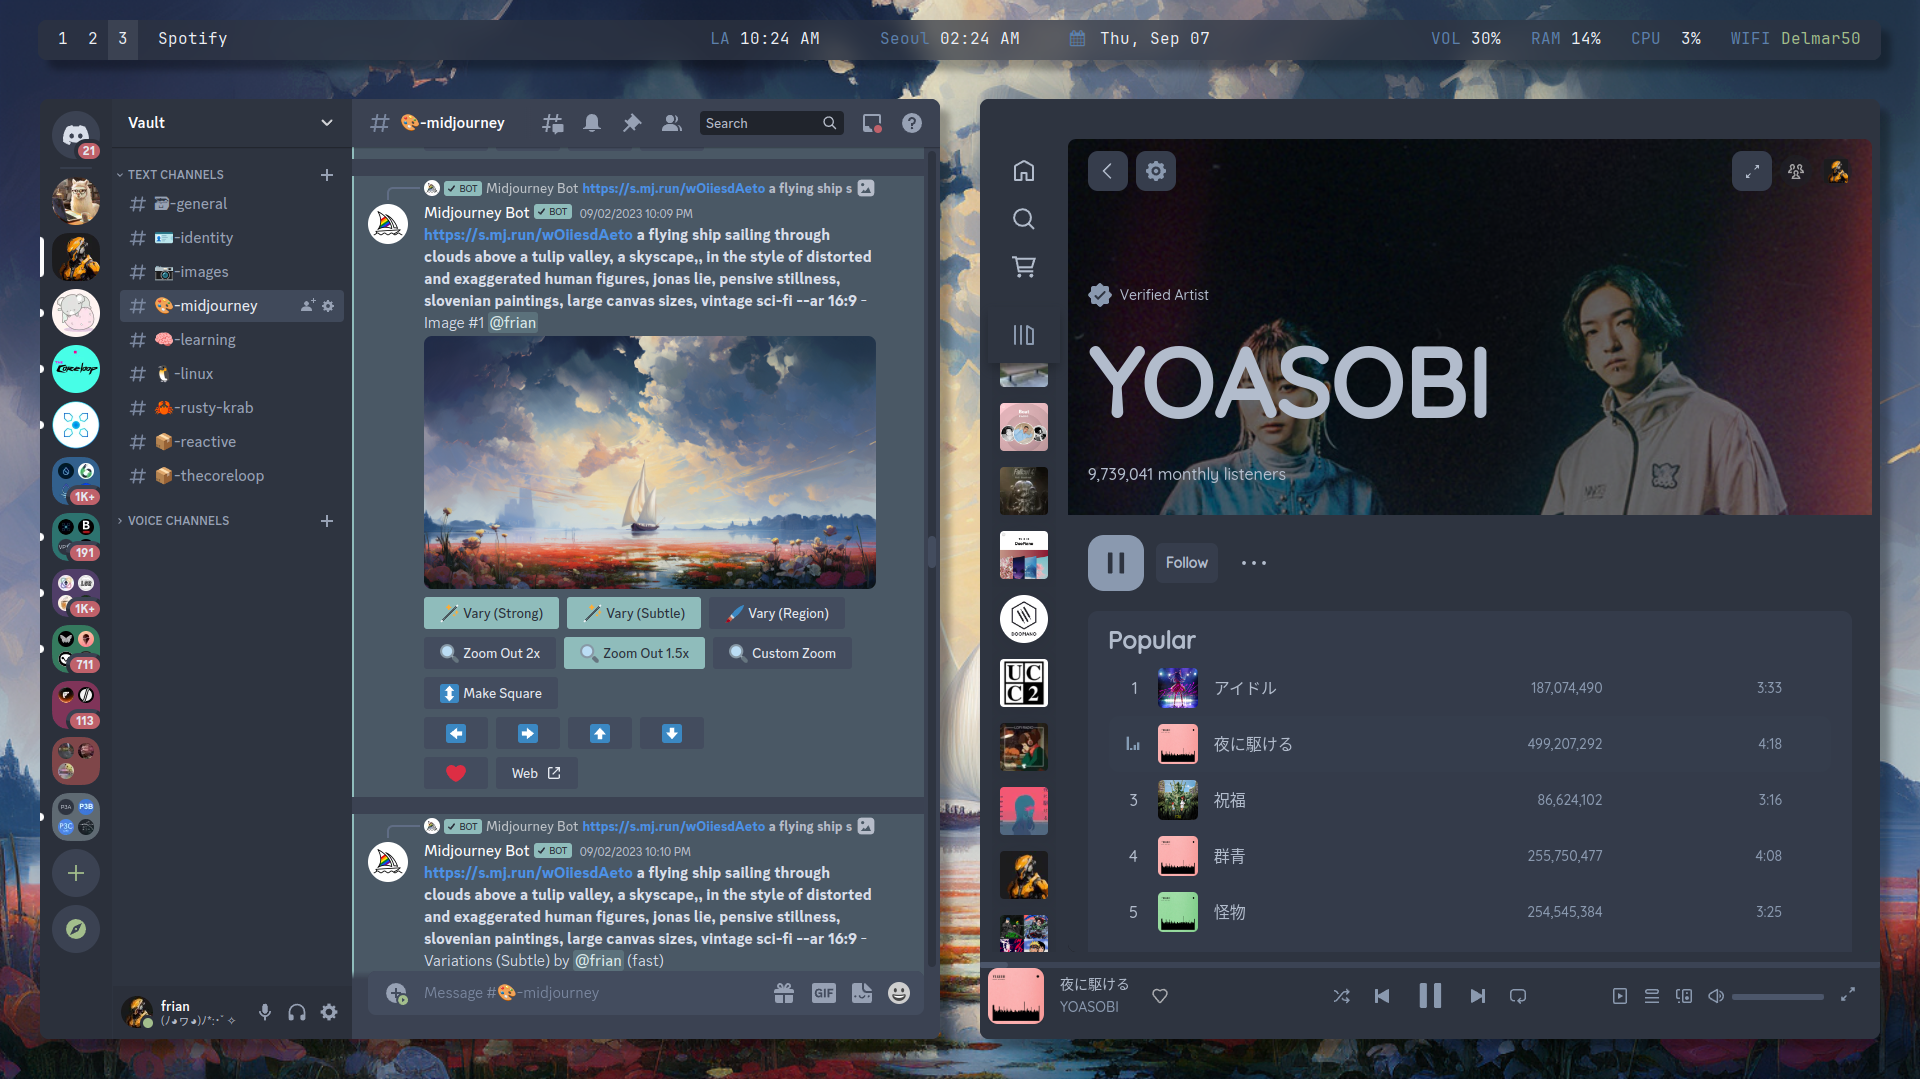 1 2 3 Spotify
LA 10:24 AM Seoul 02:24 AM Thu, Sep 07
VOL 30% RAM 14% CPU 3% WIFI Delmar50
21
1K+
B
191
1K+
711
113
P3A P3B
P3C
Vault
TEXT CHANNELS
-general
-identity
-images
-midjourney
-learning
-linux
-rusty-krab
-reactive
-thecoreloop
VOICE CHANNELS
frian
-midjourney
Search
BOT Midjourney Bot https://s.mj.run/wOiiesdAeto a flying ship s
Midjourney Bot BOT 09/02/2023 10:09 PM
https://s.mj.run/wOiiesdAeto a flying ship sailing through
clouds above a tulip valley, a skyscape,, in the style of distorted
and exaggerated human figures, jonas lie, pensive stillness,
slovenian paintings, large canvas sizes, vintage sci-fi --ar 16:9 -
Image #1 @frian
Vary (Strong) Vary (Subtle) Vary (Region)
Zoom Out 2x Zoom Out 1.5x Custom Zoom
Make Square
Web
BOT Midjourney Bot https://s.mj.run/wOiiesdAeto a flying ship s
Midjourney Bot BOT 09/02/2023 10:10 PM
https://s.mj.run/wOiiesdAeto a flying ship sailing through
clouds above a tulip valley, a skyscape,, in the style of distorted
and exaggerated human figures, jonas lie, pensive stillness,
slovenian paintings, large canvas sizes, vintage sci-fi --ar 16:9 -
Variations (Subtle) by @frian (fast)
Message #🎨-midjourney
GIF
UC
C2
Verified Artist
YOASOBI
9,739,041 monthly listeners
Follow
Popular
1 アイドル 187,074,490 3:33
夜に駆ける 499,207,292 4:18
3 祝福 86,624,102 3:16
4 群青 255,750,477 4:08
5 怪物 254,545,384 3:25
夜に駆ける
YOASOBI